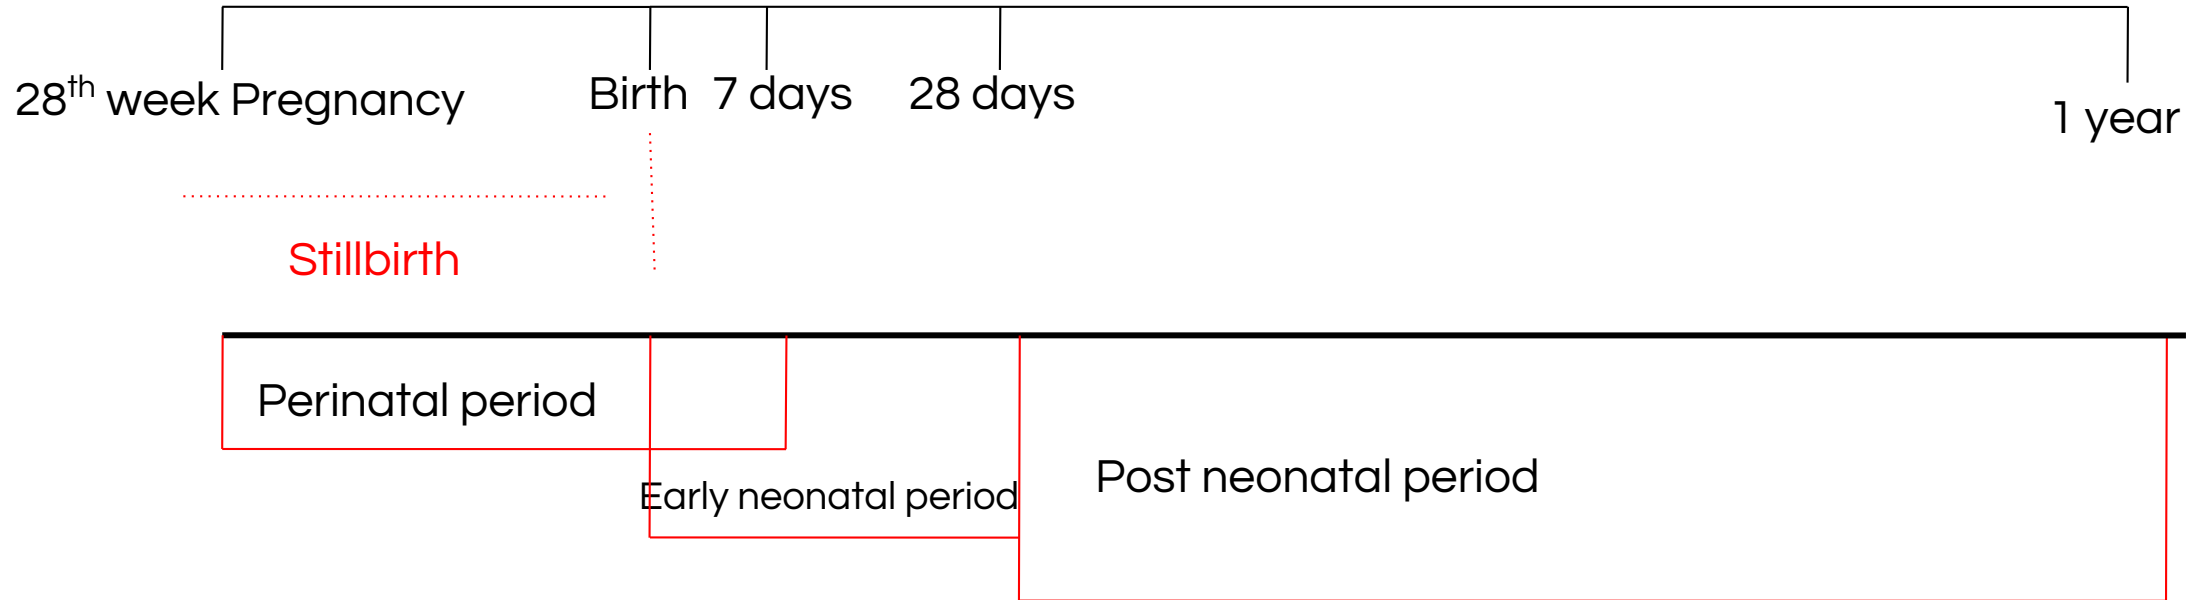 28th week Pregnancy
Birth
7 days
28 days
1 year
Stillbirth
Perinatal period
Early neonatal period
Post neonatal period